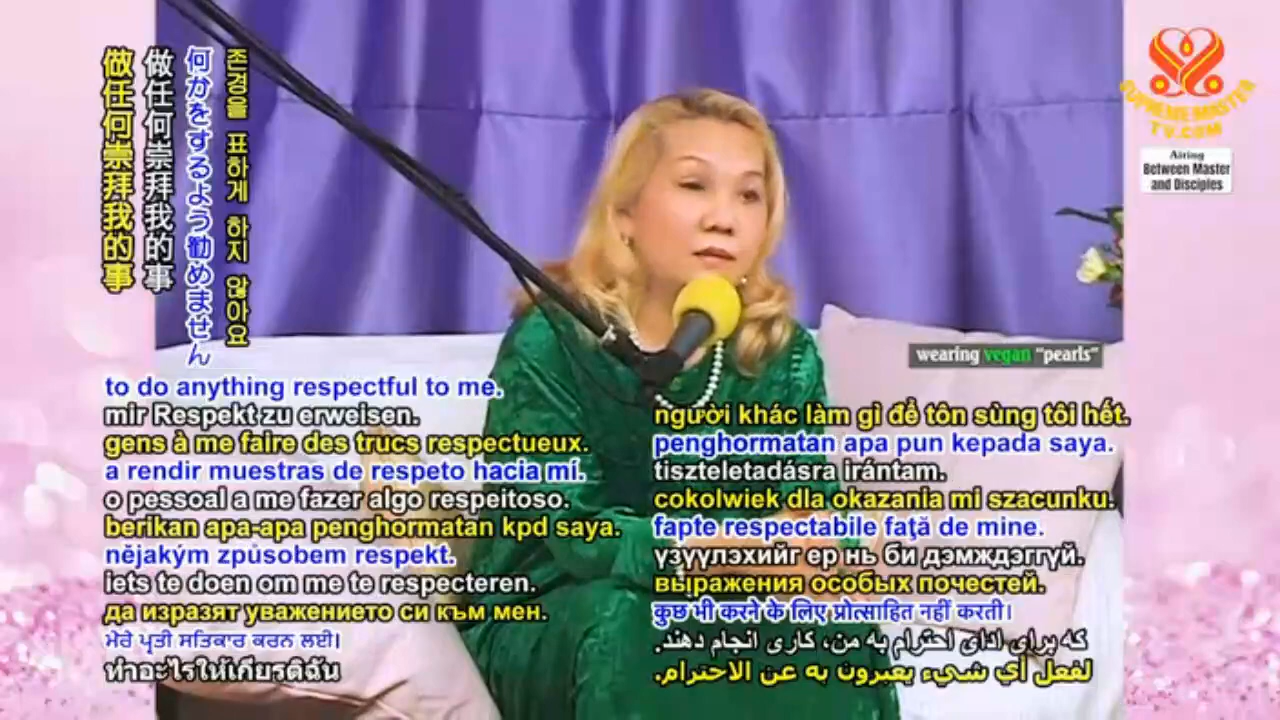 做任何崇拜我的事
做任何崇拜我的事
何かをするよう勧めません
존경을 표하게 하지 않아요
SUPREME MASTER
TV.COM
Airing
Between Master
and Disciples
wearing vegan "pearls"
to do anything respectful to me.
mir Respekt zu erweisen.
gens à me faire des trucs respectueux.
a rendir muestras de respeto hacia mí.
o pessoal a me fazer algo respeitoso.
berikan apa-apa penghormatan kpd saya.
nějakým způsobem respekt.
iets te doen om me te respecteren.
да изразят уважението си към мен.
ਮੇਰੇ ਪ੍ਰਤੀ ਸਤਿਕਾਰ ਕਰਨ ਲਈ।
ทำอะไรให้เกียรติฉัน
người khác làm gì để tôn sùng tôi hết.
penghormatan apa pun kepada saya.
tiszteletadásra irántam.
cokolwiek dla okazania mi szacunku.
fapte respectabile faţă de mine.
үзүүлэхийг ер нь би дэмждэггүй.
выражения особых почестей.
कुछ भी करने के लिए प्रोत्साहित नहीं करती।
که برای ادای احترام به من، کاری انجام دهند.
لفعل أي شيء يعبرون به عن الاحترام.